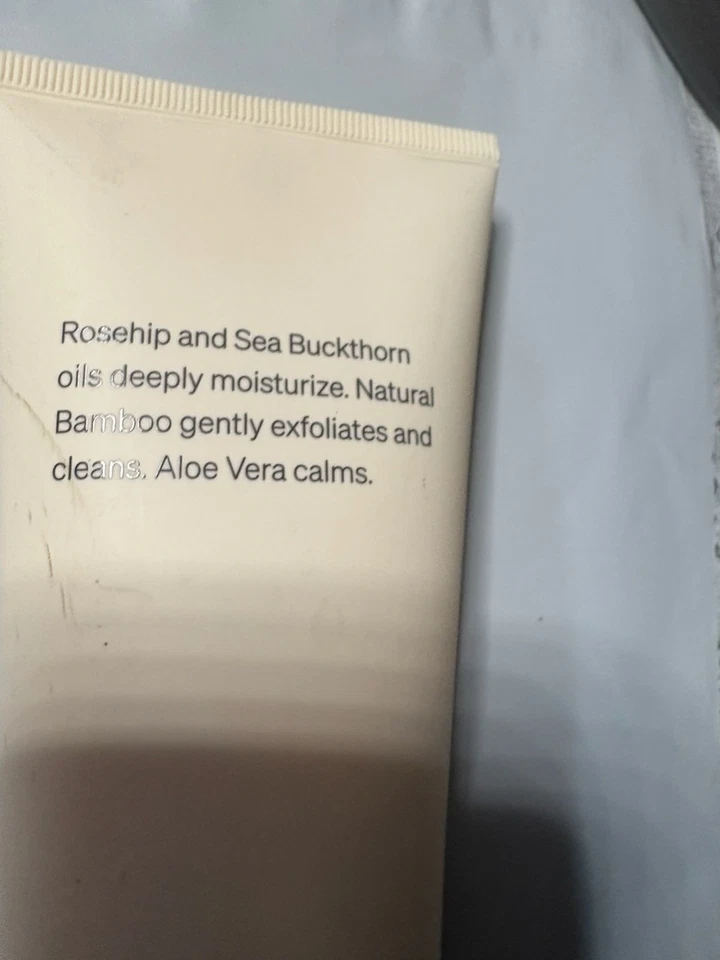 Rosehip and Sea Buckthorn
oils deeply moisturize. Natural
Bamboo gently exfoliates and
cleans. Aloe Vera calms.